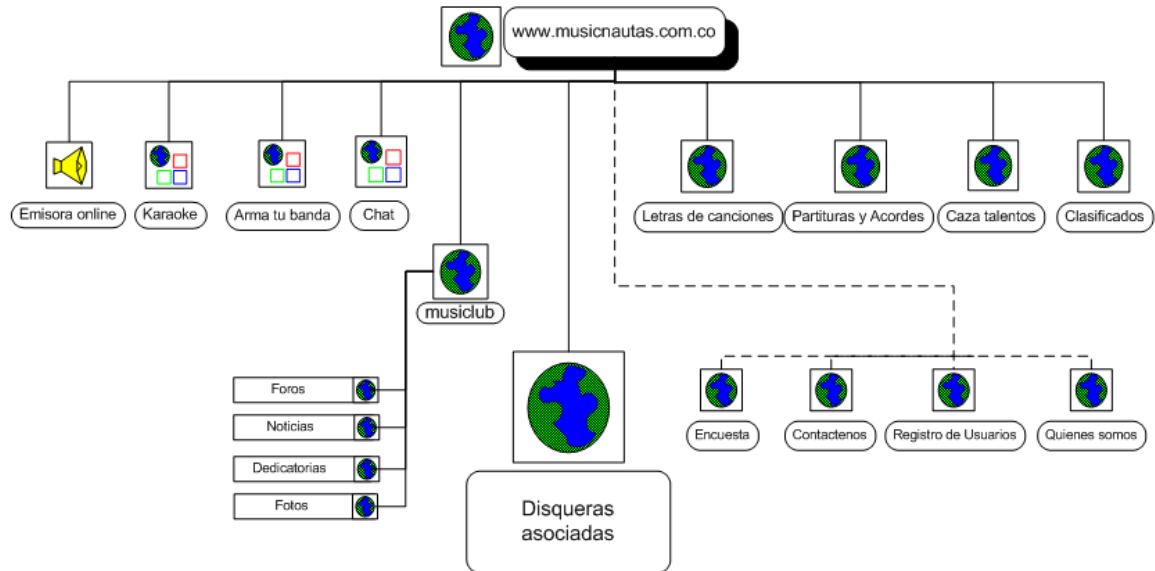 www.musicnautas.com.co
Emisora online
Karaoke
Arma tu banda
Chat
Letras de canciones
Partituras y Acordes
Caza talentos
Clasificados
musiclub
Foros
Noticias
Dedicatorias
Fotos
Disqueras
asociadas
Encuesta
Contactenos
Registro de Usuarios
Quienes somos